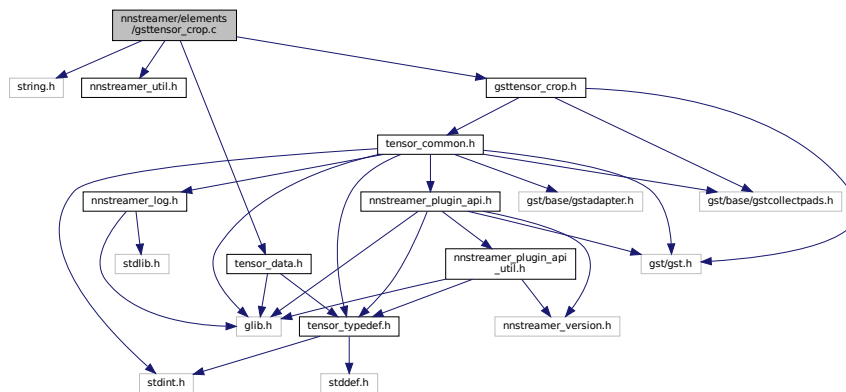 nnstreamer/elements
/gsttensor_crop.c
string.h
nnstreamer_util.h
gsttensor_crop.h
tensor_common.h
nnstreamer_log.h
nnstreamer_plugin_api.h
gst/base/gstadapter.h
gst/base/gstcollectpads.h
stdlib.h
tensor_data.h
nnstreamer_plugin_api
_util.h
gst/gst.h
glib.h
tensor_typedef.h
nnstreamer_version.h
stdint.h
stddef.h